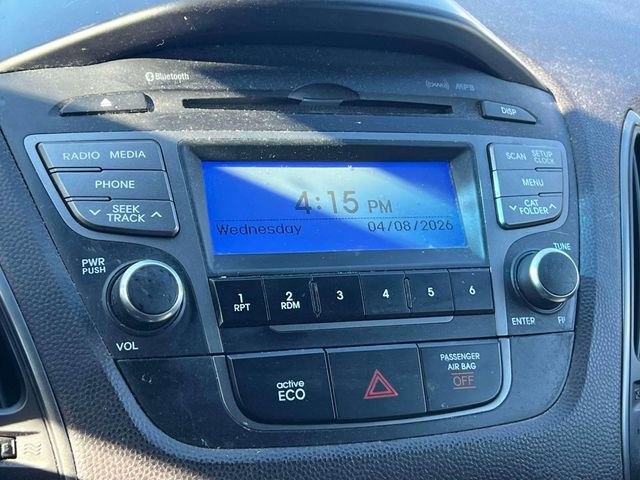 Bluetooth
MP3
DISP
RADIO MEDIA
PHONE
SEEK
TRACK
4:15 PM
Wednesday 04/08/2026
SCAN SETUP
CLOCK
MENU
CAT
FOLDER
PWR
PUSH
VOL
1
RPT
2
RDM
3
4
5
6
TUNE
ENTER
active
ECO
PASSENGER
AIR BAG
OFF